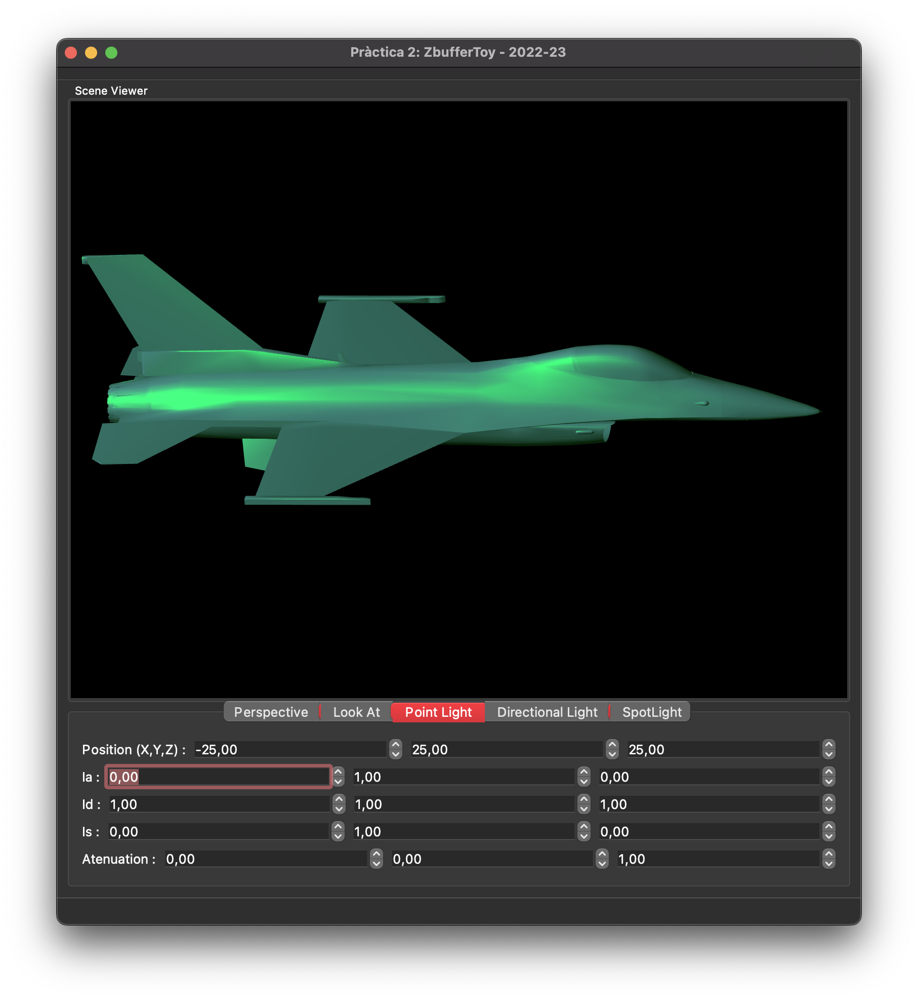 Pràctica 2: ZbufferToy - 2022-23
Scene Viewer
Perspective Look At Point Light Directional Light SpotLight
Position (X,Y,Z) : -25,00 25,00 25,00
Ia : 0,00 1,00 0,00
Id : 1,00 1,00 1,00
Is : 0,00 1,00 0,00
Atenuation : 0,00 0,00 1,00